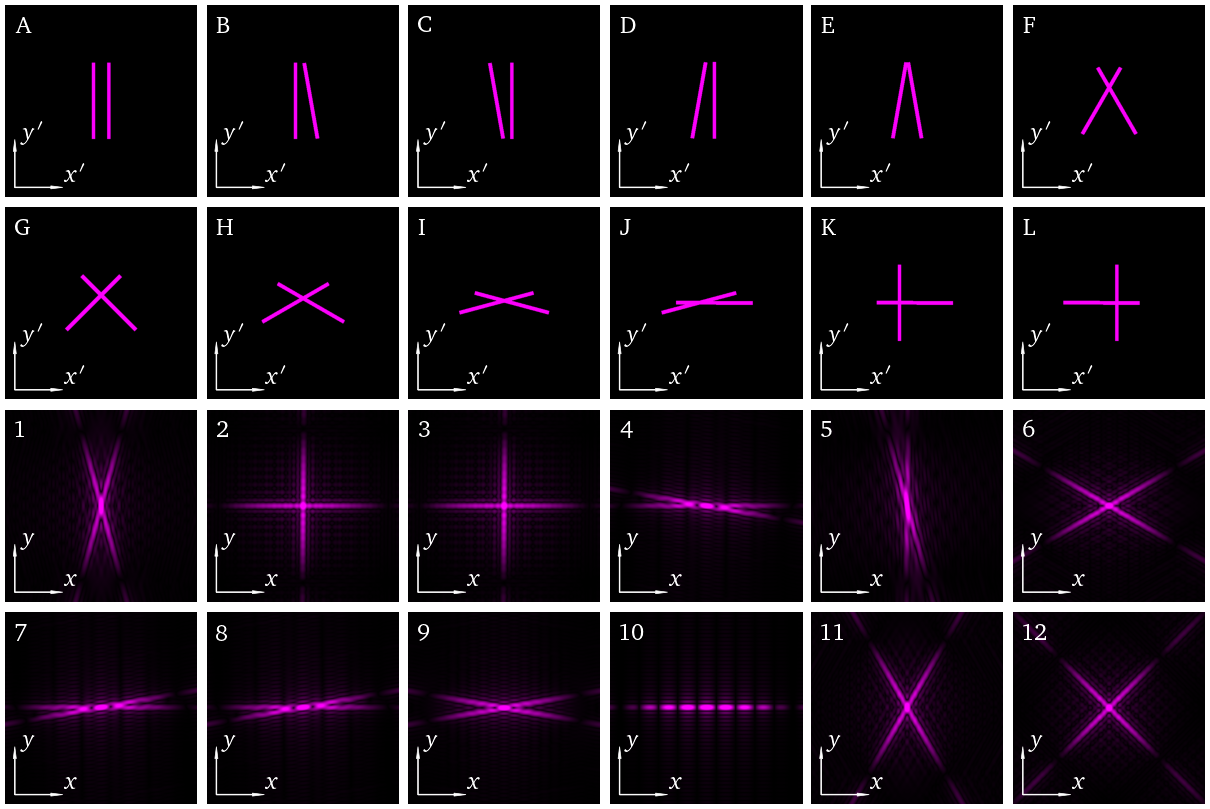 A B C D E F
y′ y′ y′ y′ y′ y′
x′ x′ x′ x′ x′ x′
G H I J K L
y′ y′ y′ y′ y′ y′
x′ x′ x′ x′ x′ x′
1 2 3 4 5 6
y y y y y y
x x x x x x
7 8 9 10 11 12
y y y y y y
x x x x x x